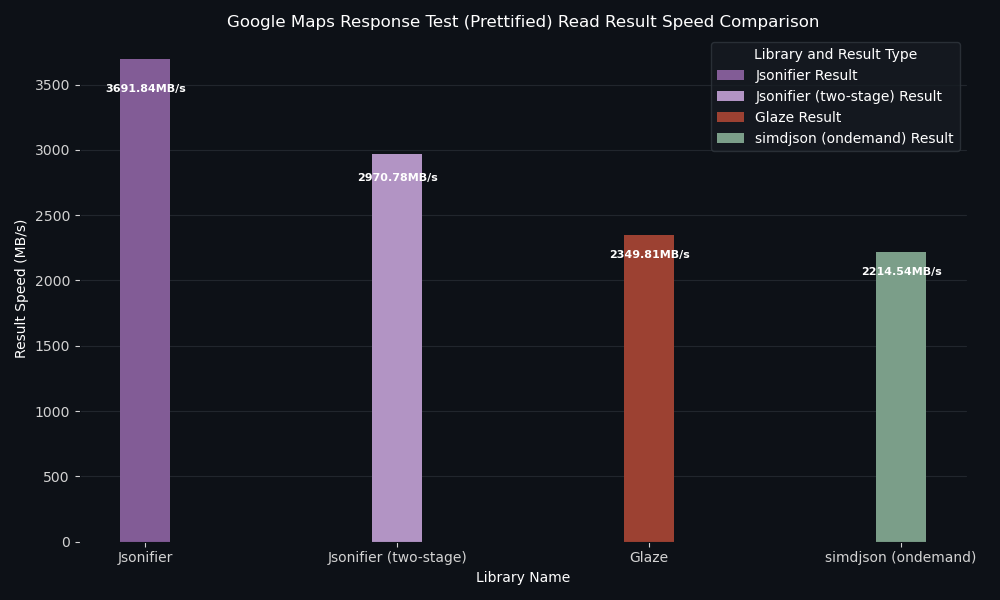 Google Maps Response Test (Prettified) Read Result Speed Comparison
Library and Result Type
Jsonifier Result
Jsonifier (two-stage) Result
Glaze Result
simdjson (ondemand) Result
3500
3000
2500
2000
1500
1000
500
0
Result Speed (MB/s)
3691.84MB/s
2970.78MB/s
2349.81MB/s
2214.54MB/s
Jsonifier
Jsonifier (two-stage)
Glaze
simdjson (ondemand)
Library Name